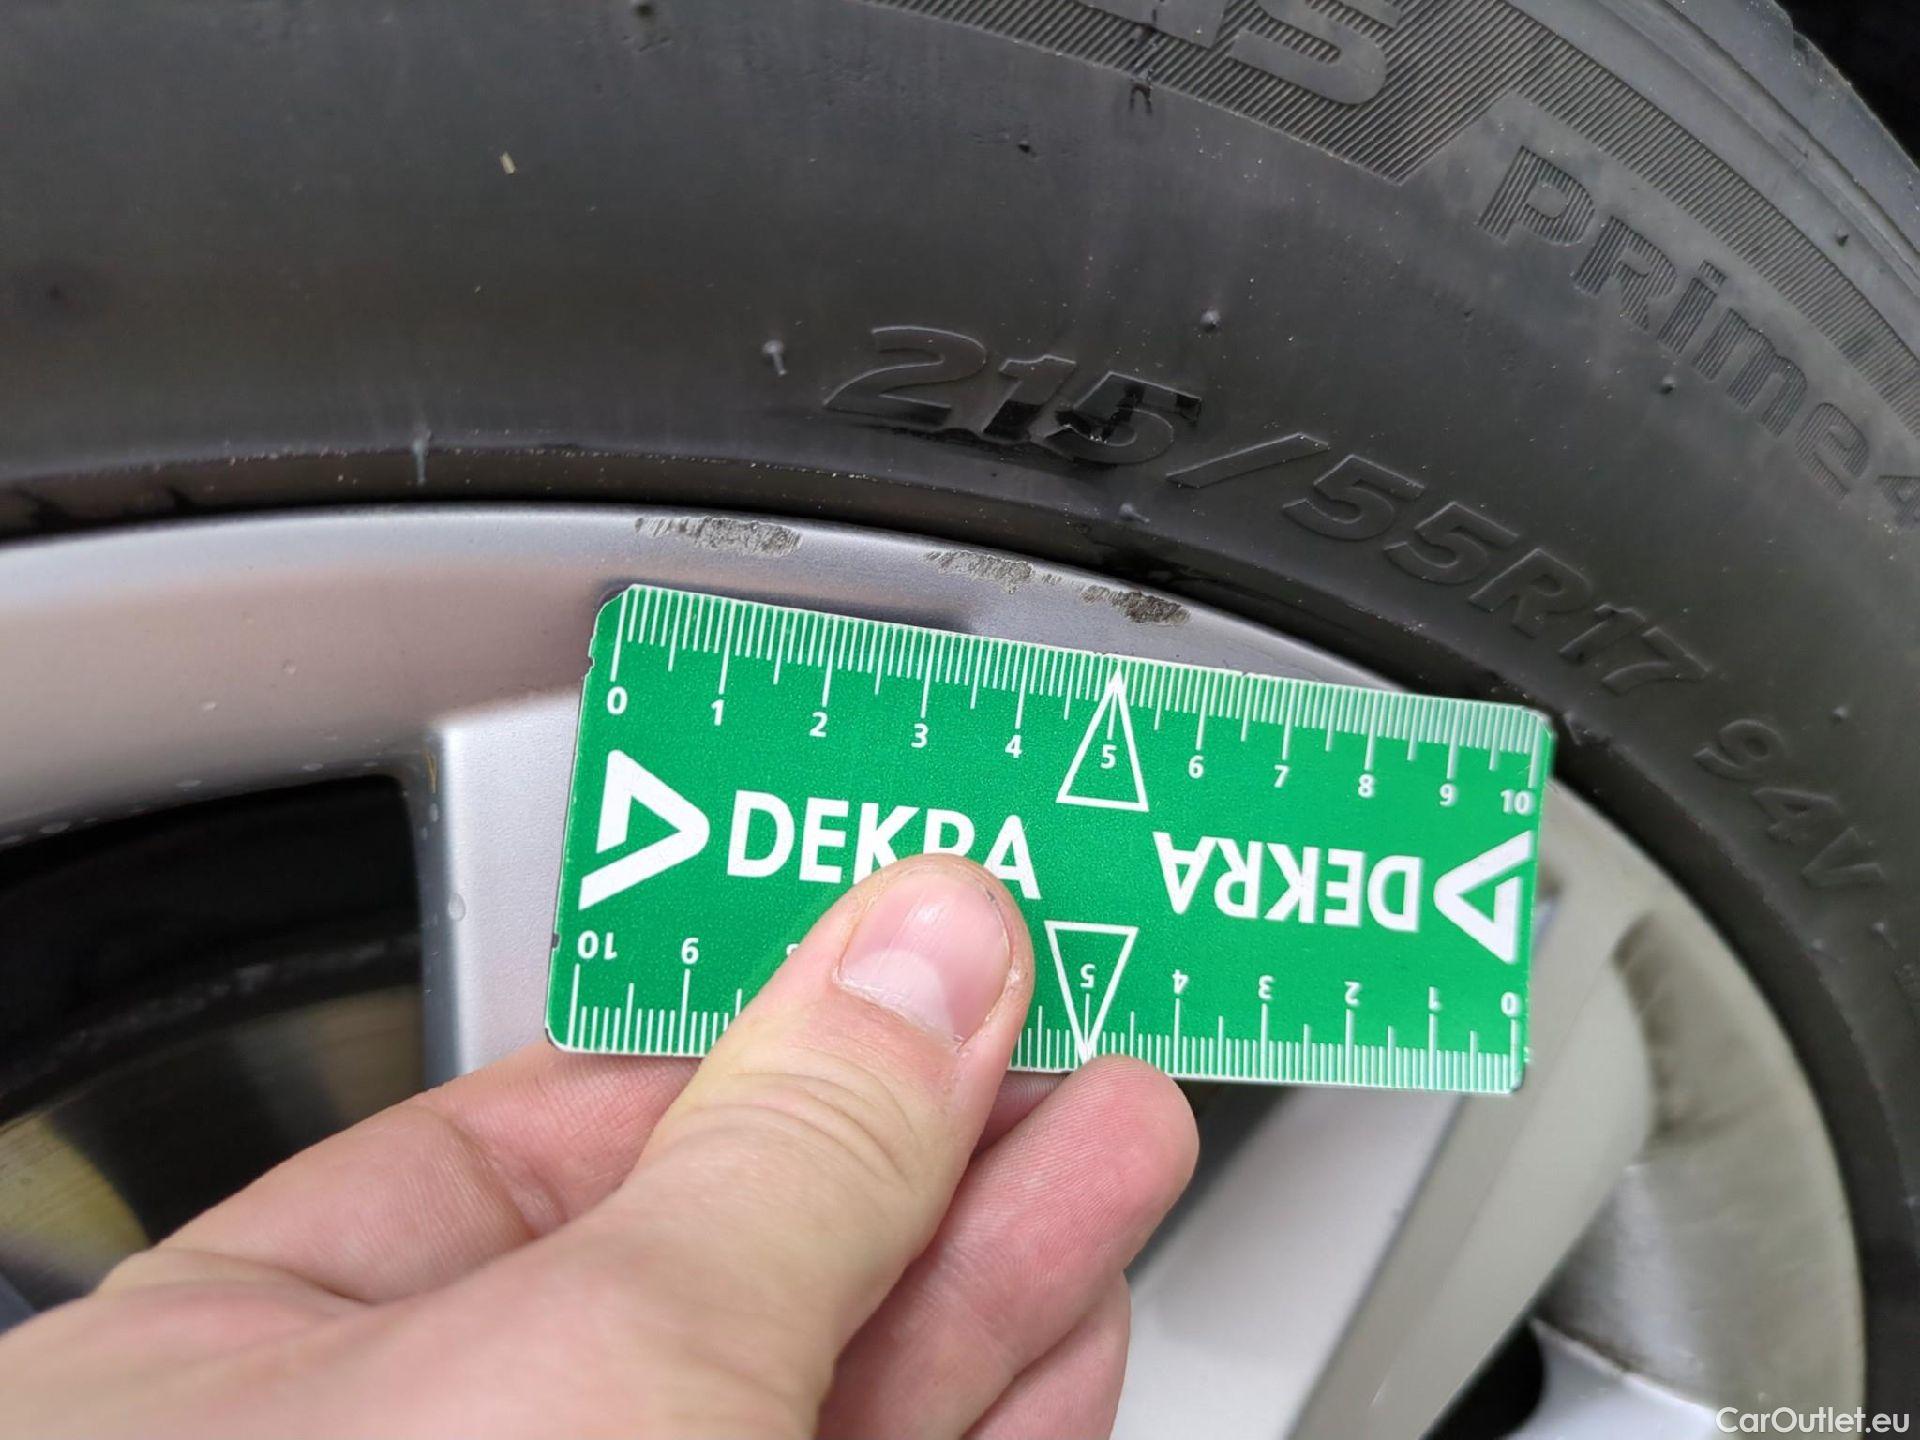 S
PRime4
215/55R17 94V
0 1 2 3 4 5 6 7 8 9 10
DEKRA
DEKRA
10 9 5 4 3 2 1 0
CarOutlet.eu